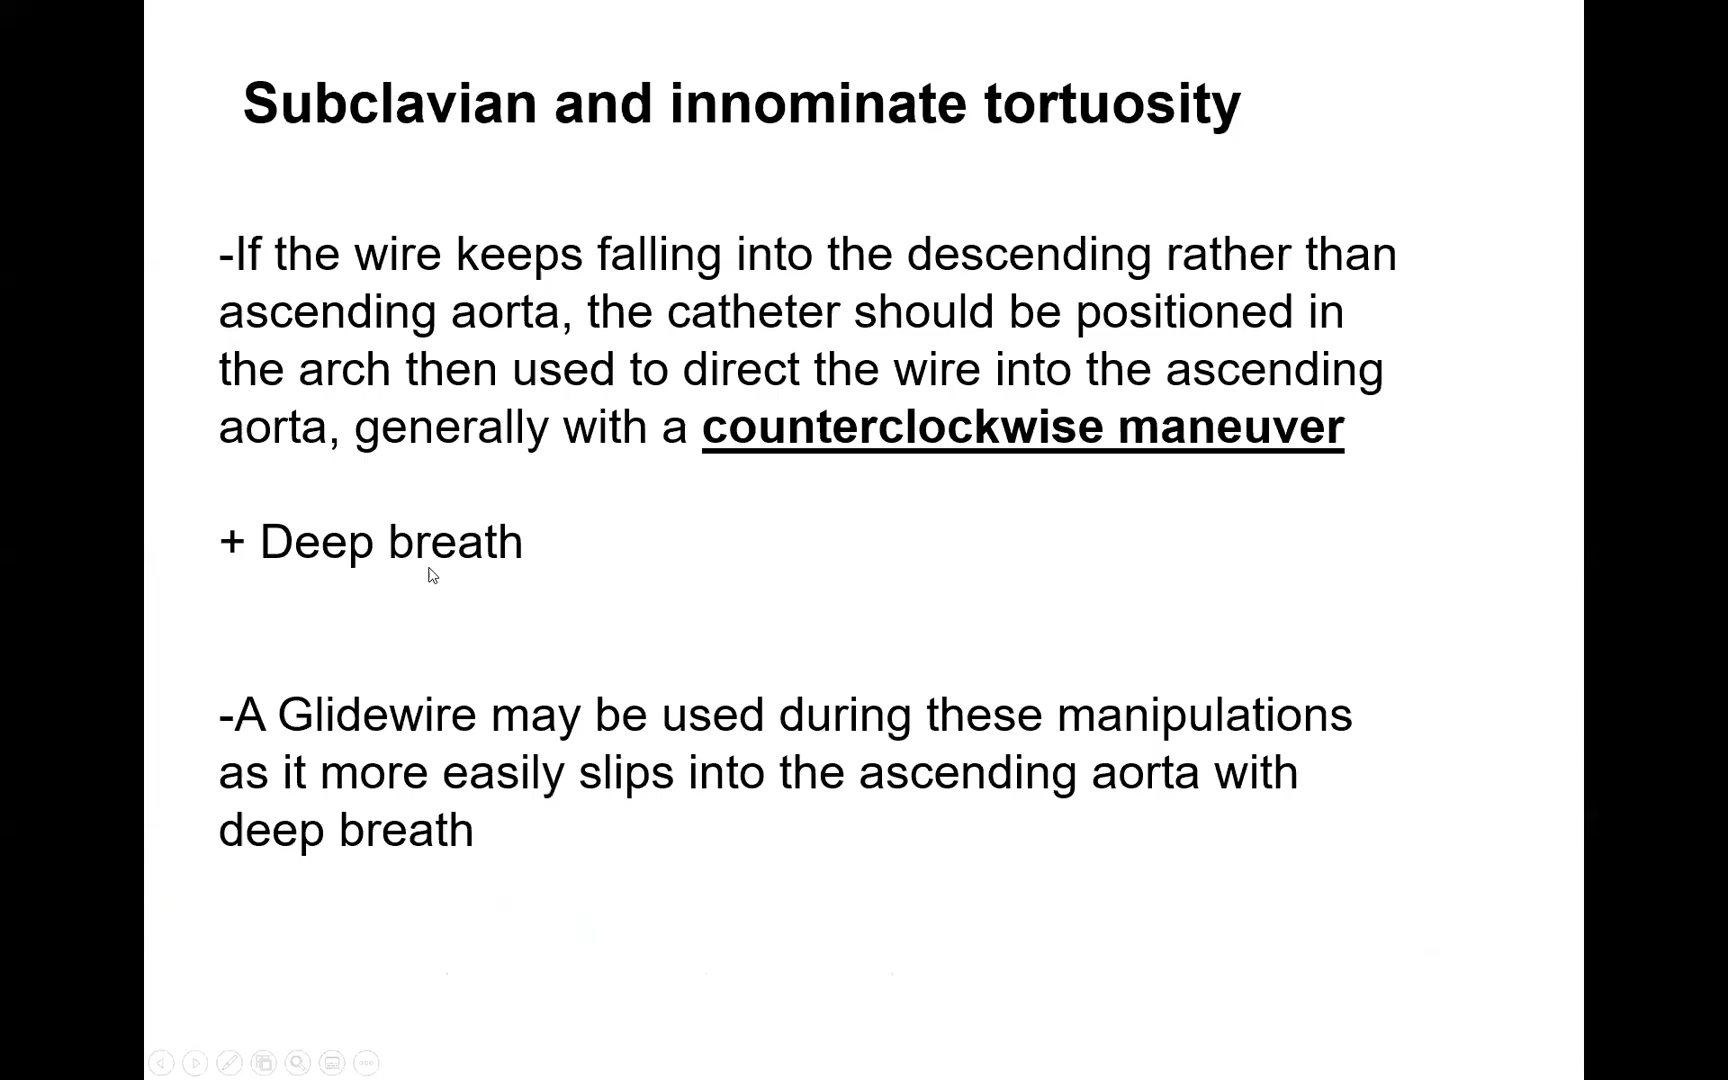 Subclavian and innominate tortuosity
-If the wire keeps falling into the descending rather than
ascending aorta, the catheter should be positioned in
the arch then used to direct the wire into the ascending
aorta, generally with a counterclockwise maneuver
+ Deep breath
-A Glidewire may be used during these manipulations
as it more easily slips into the ascending aorta with
deep breath